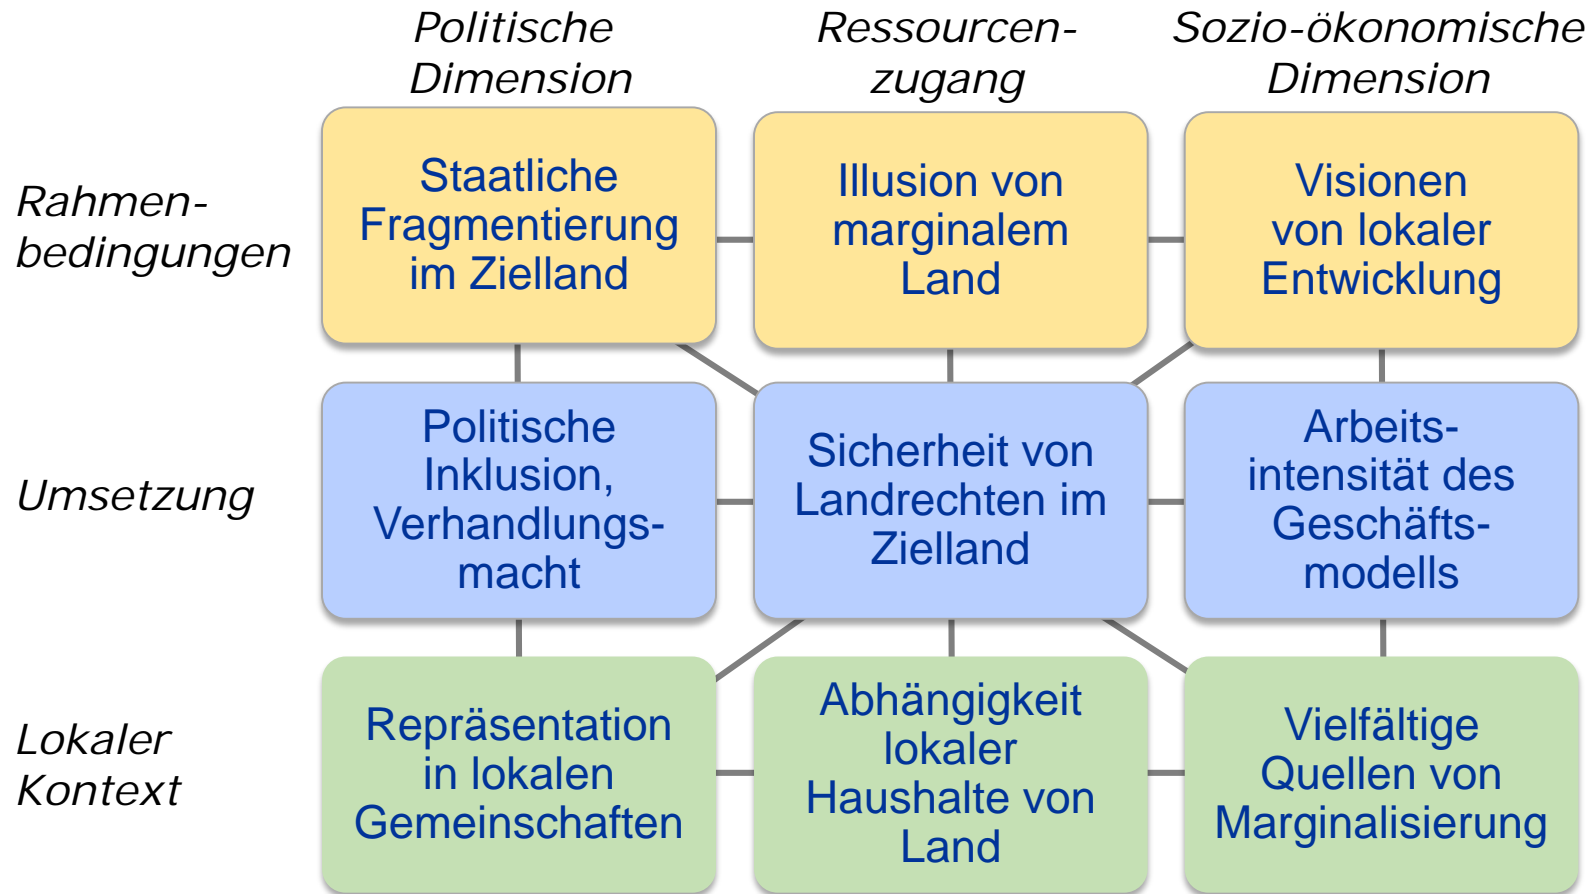 Politische
Dimension
Ressourcen-
zugang
Sozio-ökonomische
Dimension
Rahmen-
bedingungen
Staatliche
Fragmentierung
im Zielland
Illusion von
marginalem
Land
Visionen
von lokaler
Entwicklung
Umsetzung
Politische
Inklusion,
Verhandlungs-
macht
Sicherheit von
Landrechten im
Zielland
Arbeits-
intensität des
Geschäfts-
modells
Lokaler
Kontext
Repräsentation
in lokalen
Gemeinschaften
Abhängigkeit
lokaler
Haushalte von
Land
Vielfältige
Quellen von
Marginalisierung